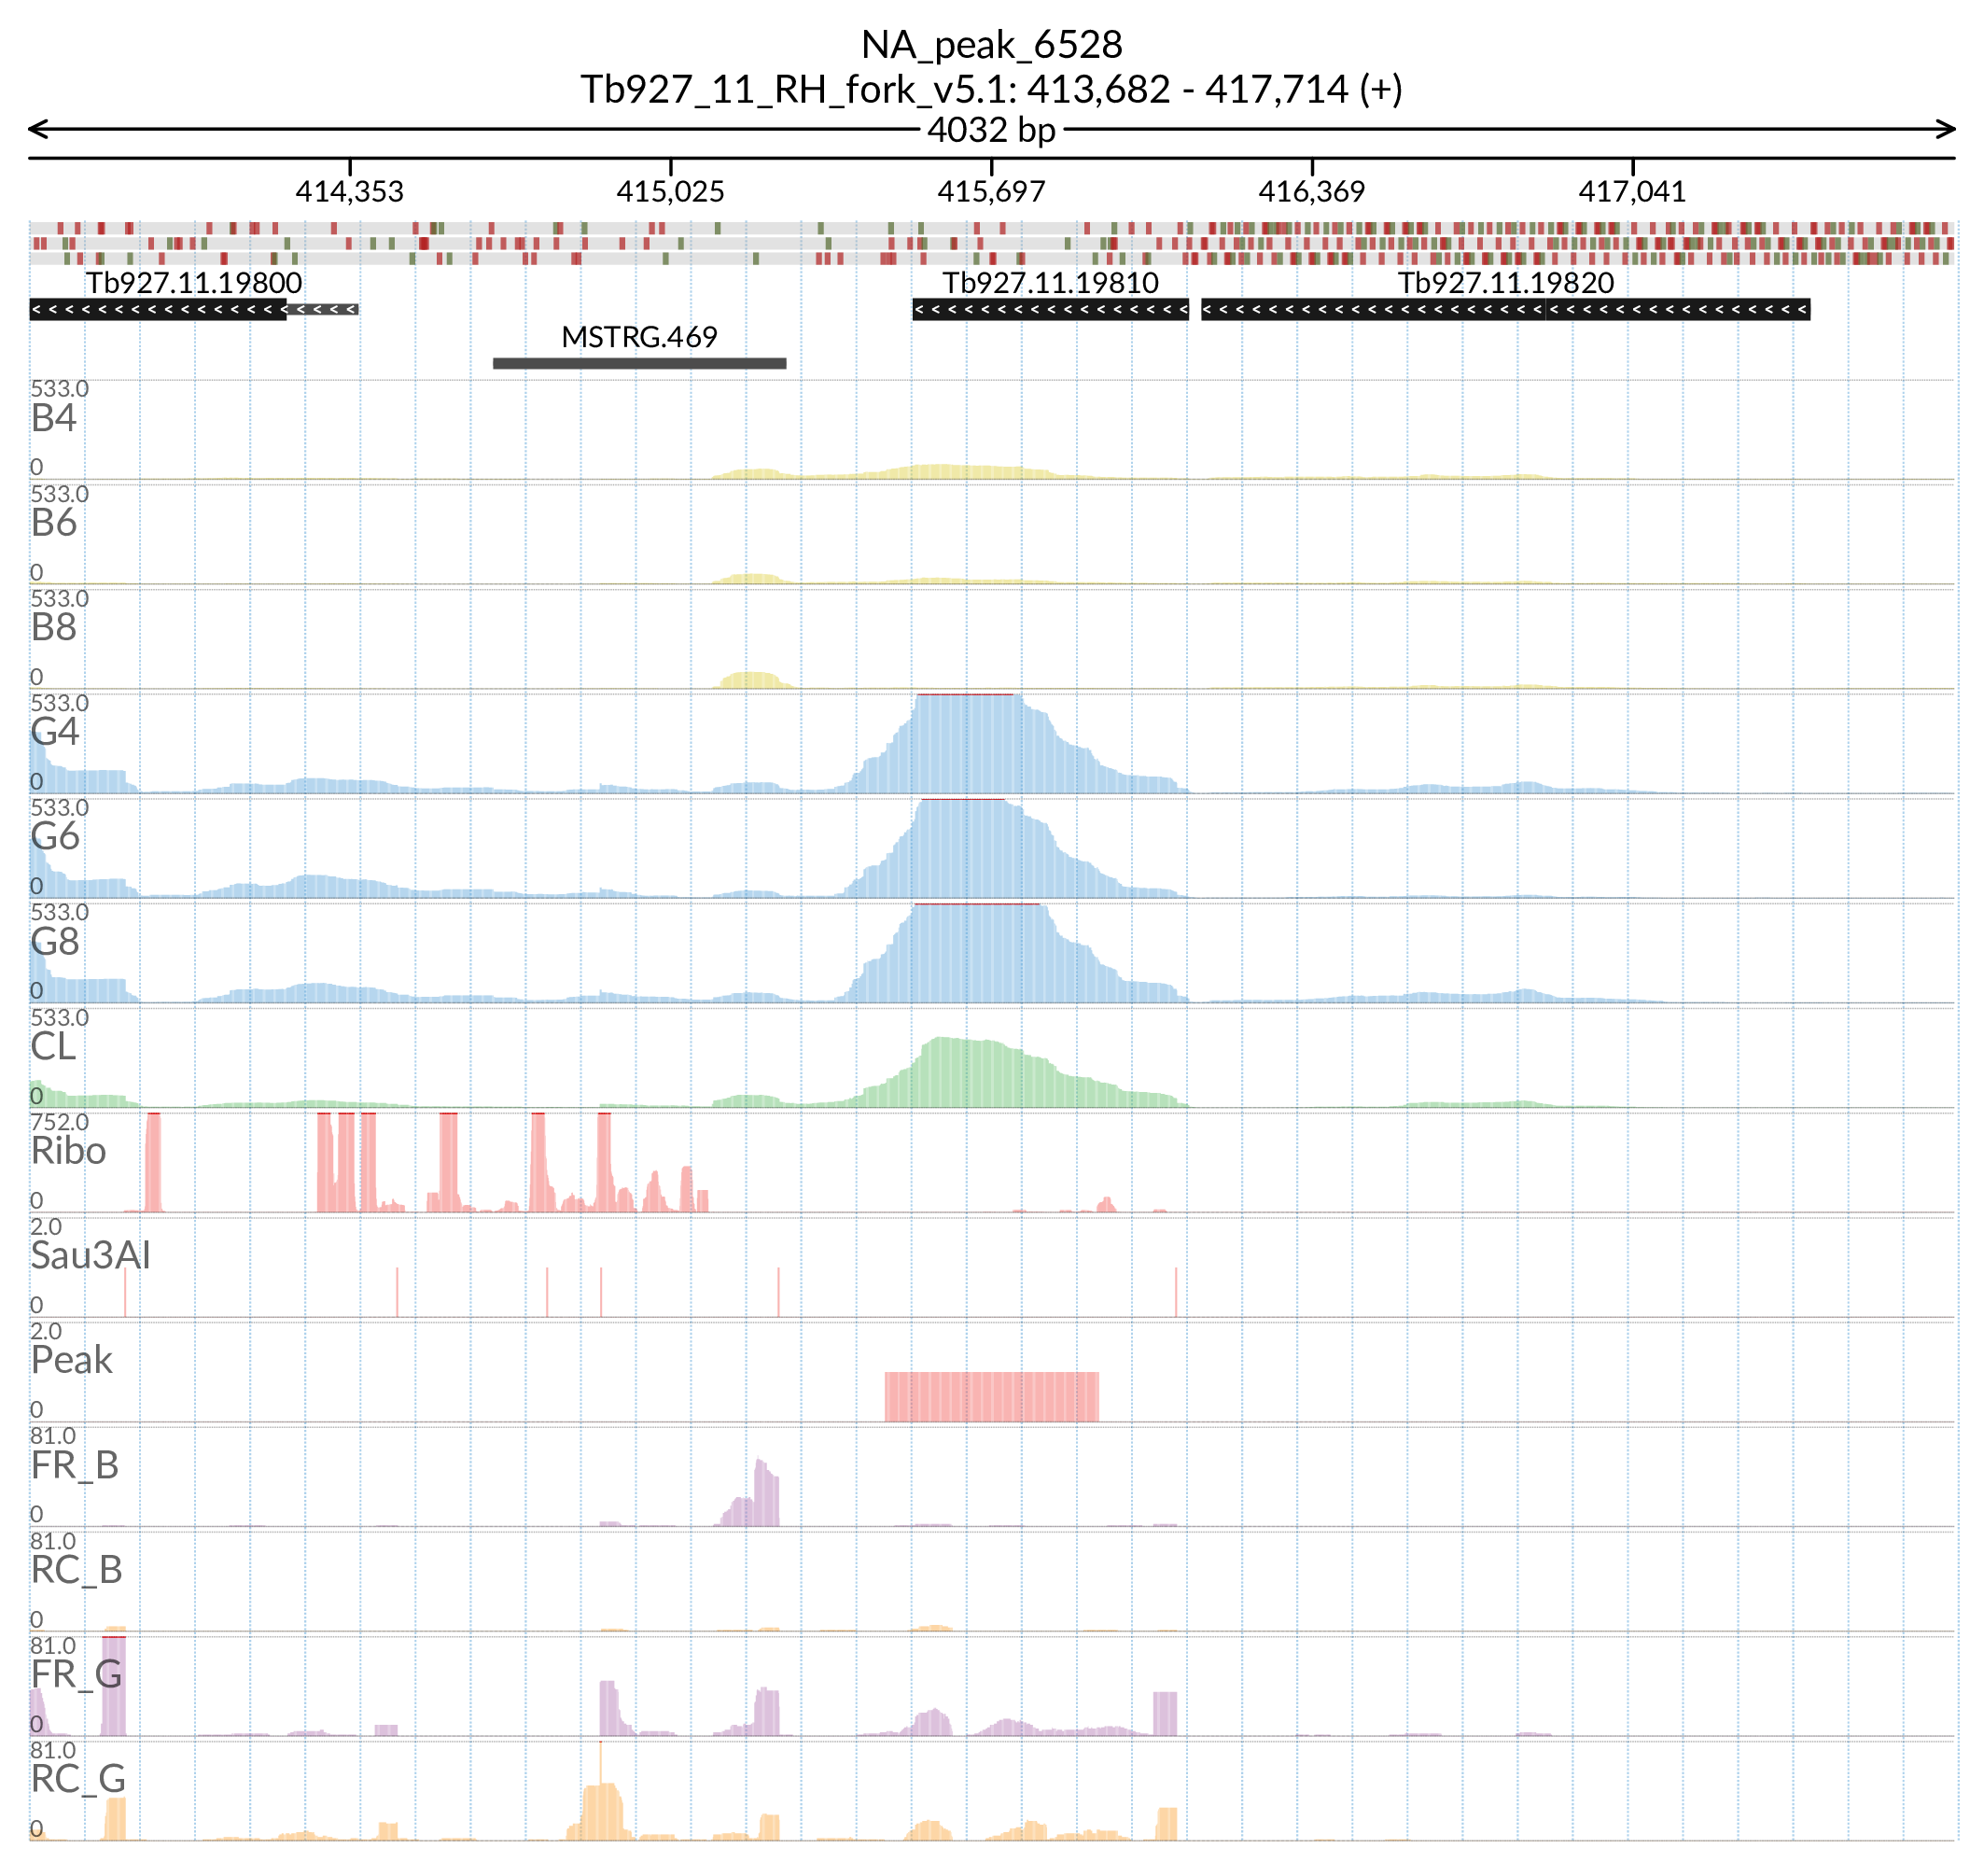 NA_peak_6528
Tb927_11_RH_fork_v5.1: 413,682 - 417,714 (+)
4032 bp
414,353 415,025 415,697 416,369 417,041
Tb927.11.19800 Tb927.11.19810 Tb927.11.19820
MSTRG.469
533.0
B4
0
533.0
B6
0
533.0
B8
0
533.0
G4
0
533.0
G6
0
533.0
G8
0
533.0
CL
0
752.0
Ribo
0
2.0
Sau3AI
0
2.0
Peak
0
81.0
FR_B
0
81.0
RC_B
0
81.0
FR_G
0
81.0
RC_G
0